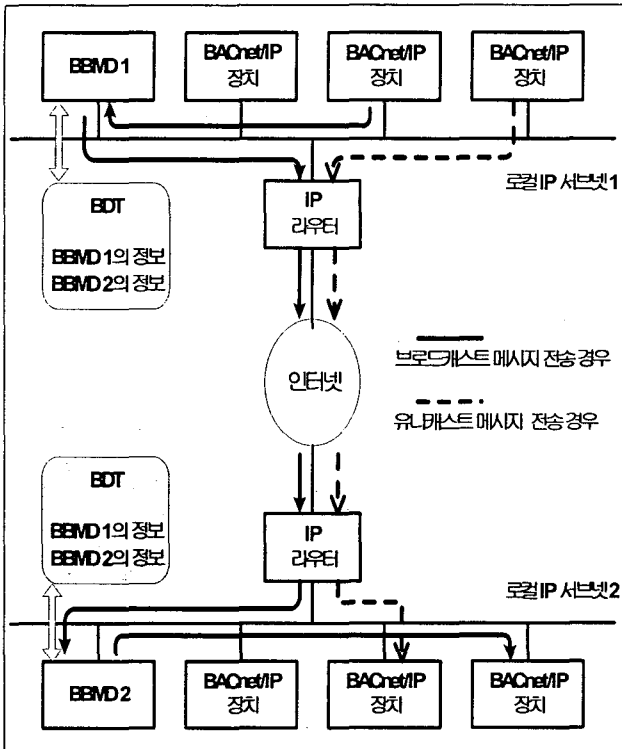 BBMD 1
BACnet/IP
장치
BACnet/IP
장치
BACnet/IP
장치
로컬 IP 서브넷 1
IP
라우터
BDT
BBMD 1의 정보
BBMD 2의 정보
인터넷
브로드캐스트 메시지 전송 경우
유니캐스트 메시지 전송 경우
BDT
BBMD 1의 정보
BBMD 2의 정보
IP
라우터
로컬 IP 서브넷 2
BBMD 2
BACnet/IP
장치
BACnet/IP
장치
BACnet/IP
장치